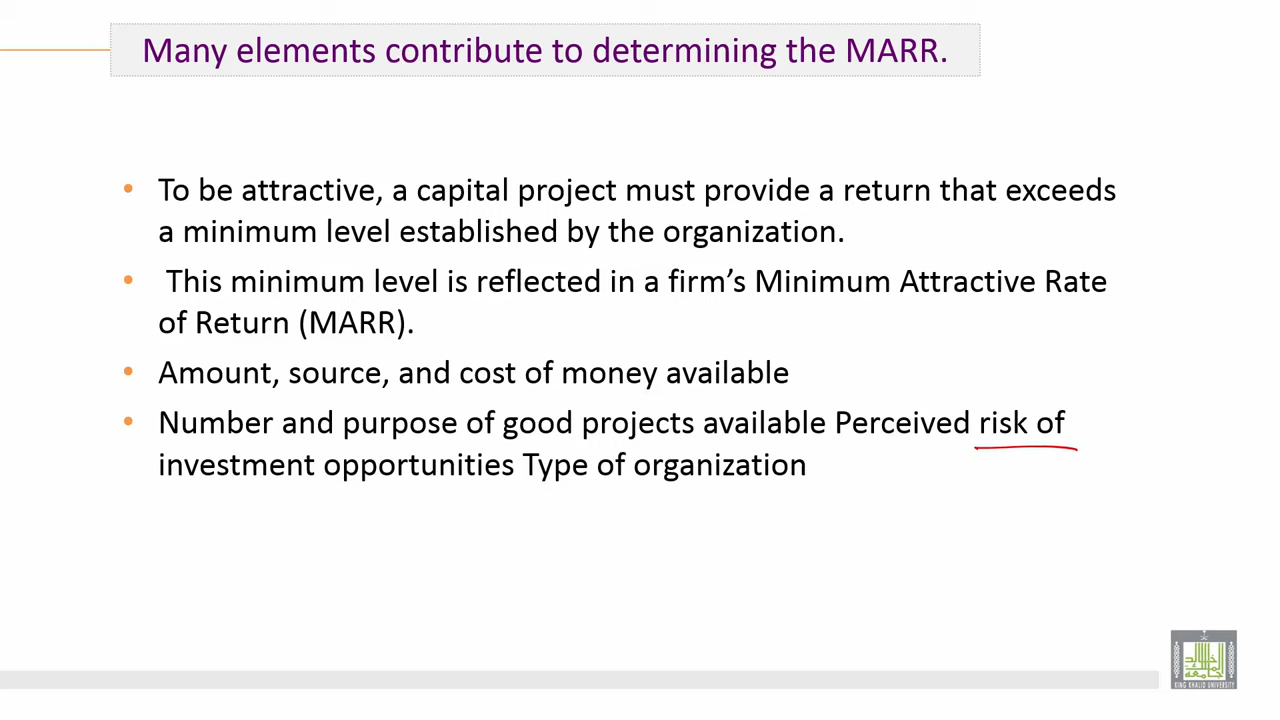 Many elements contribute to determining the MARR.
• To be attractive, a capital project must provide a return that exceeds
a minimum level established by the organization.
• This minimum level is reflected in a firm’s Minimum Attractive Rate
of Return (MARR).
• Amount, source, and cost of money available
• Number and purpose of good projects available Perceived risk of
investment opportunities Type of organization
KING KHALID UNIVERSITY